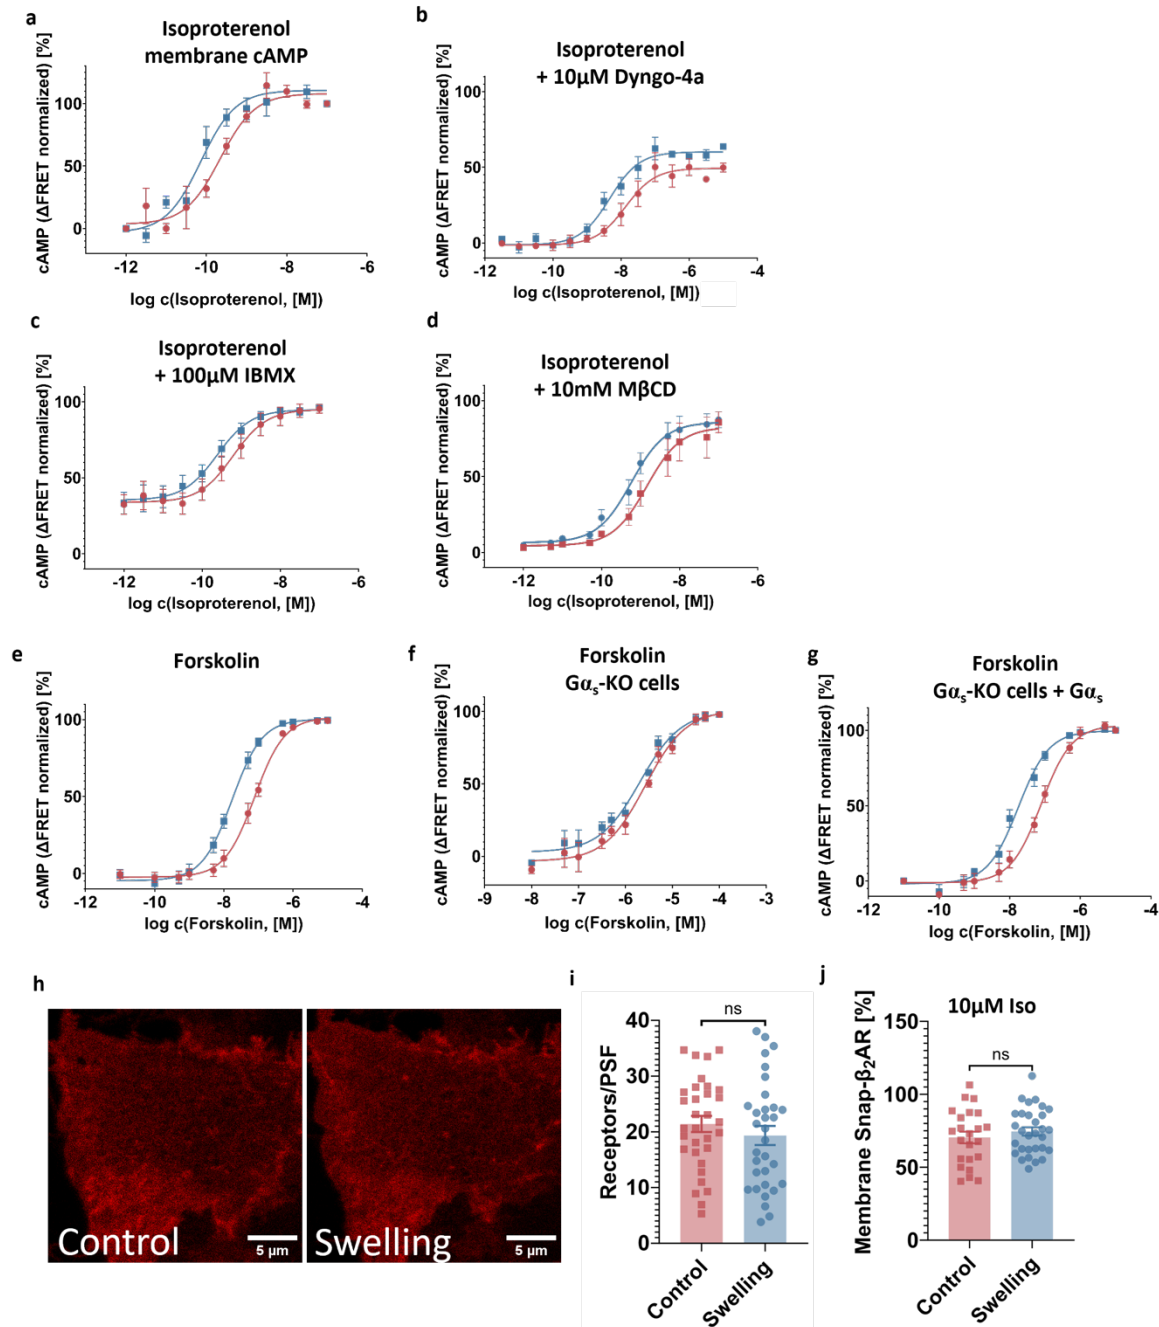 a
Isoproterenol
membrane cAMP
cAMP (ΔFRET normalized) [%]
100
50
0
-12
-10
-8
-6
log c(Isoproterenol, [M])
b
Isoproterenol
+ 10μM Dyngo-4a
cAMP (ΔFRET normalized) [%]
100
50
0
-12
-10
-8
-6
-4
log c(Isoproterenol, [M])
c
Isoproterenol
+ 100μM IBMX
cAMP (ΔFRET normalized) [%]
100
50
0
-12
-10
-8
-6
log c(Isoproterenol, [M])
d
Isoproterenol
+ 10mM MβCD
cAMP (ΔFRET normalized) [%]
100
50
0
-12
-10
-8
-6
log c(Isoproterenol, [M])
e
Forskolin
cAMP (ΔFRET normalized) [%]
100
50
0
-12
-10
-8
-6
-4
log c(Forskolin, [M])
f
Forskolin
Gαs-KO cells
cAMP (ΔFRET normalized) [%]
100
50
0
-9
-8
-7
-6
-5
-4
-3
log c(Forskolin, [M])
g
Forskolin
Gαs-KO cells + Gαs
cAMP (ΔFRET normalized) [%]
100
50
0
-12
-10
-8
-6
-4
log c(Forskolin, [M])
h
Control
5 μm
Swelling
5 μm
i
Receptors/PSF
ns
40
30
20
10
0
Control
Swelling
j
10μM Iso
Membrane Snap-β2AR [%]
ns
150
100
50
0
Control
Swelling